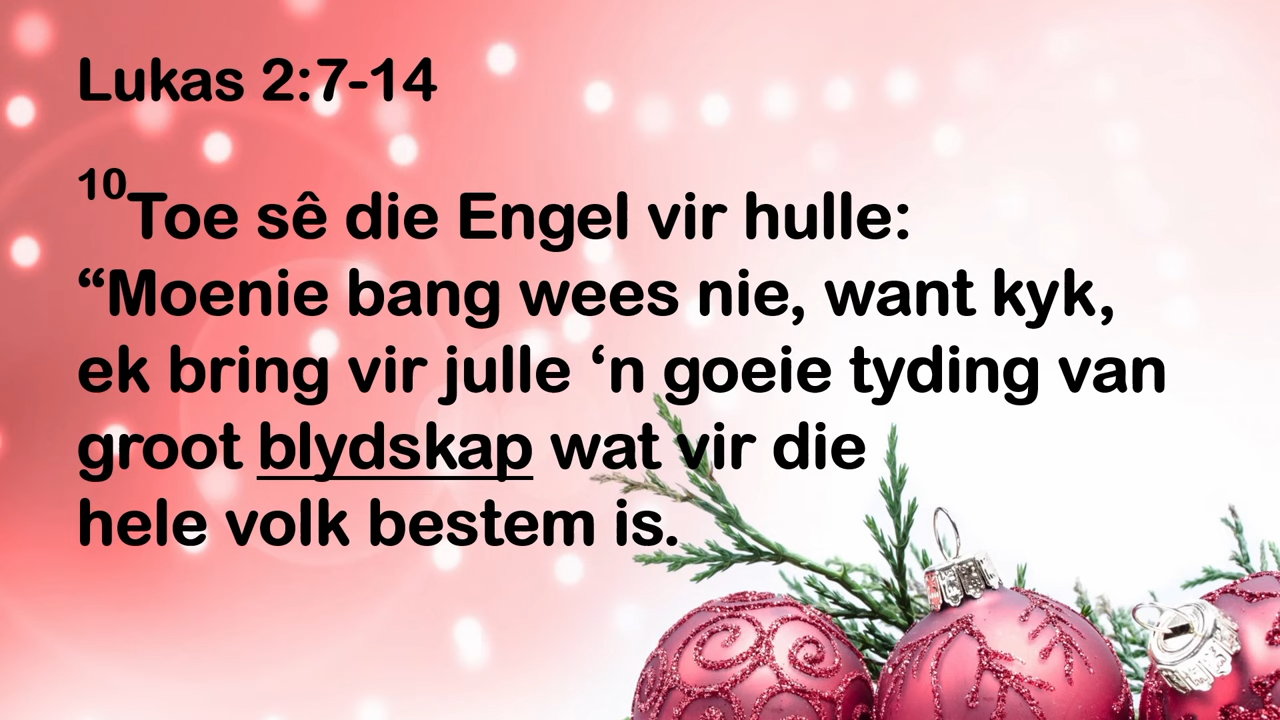 Lukas 2:7-14
10Toe sê die Engel vir hulle:
“Moenie bang wees nie, want kyk,
ek bring vir julle ‘n goeie tyding van
groot blydskap wat vir die
hele volk bestem is.